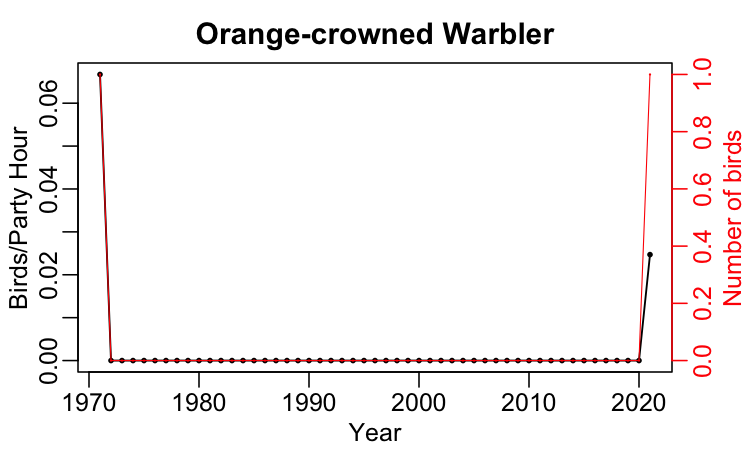 Orange-crowned Warbler
Birds/Party Hour
0.00 0.02 0.04 0.06
1970 1980 1990 2000 2010 2020
Year
0.0 0.2 0.4 0.6 0.8 1.0
Number of birds